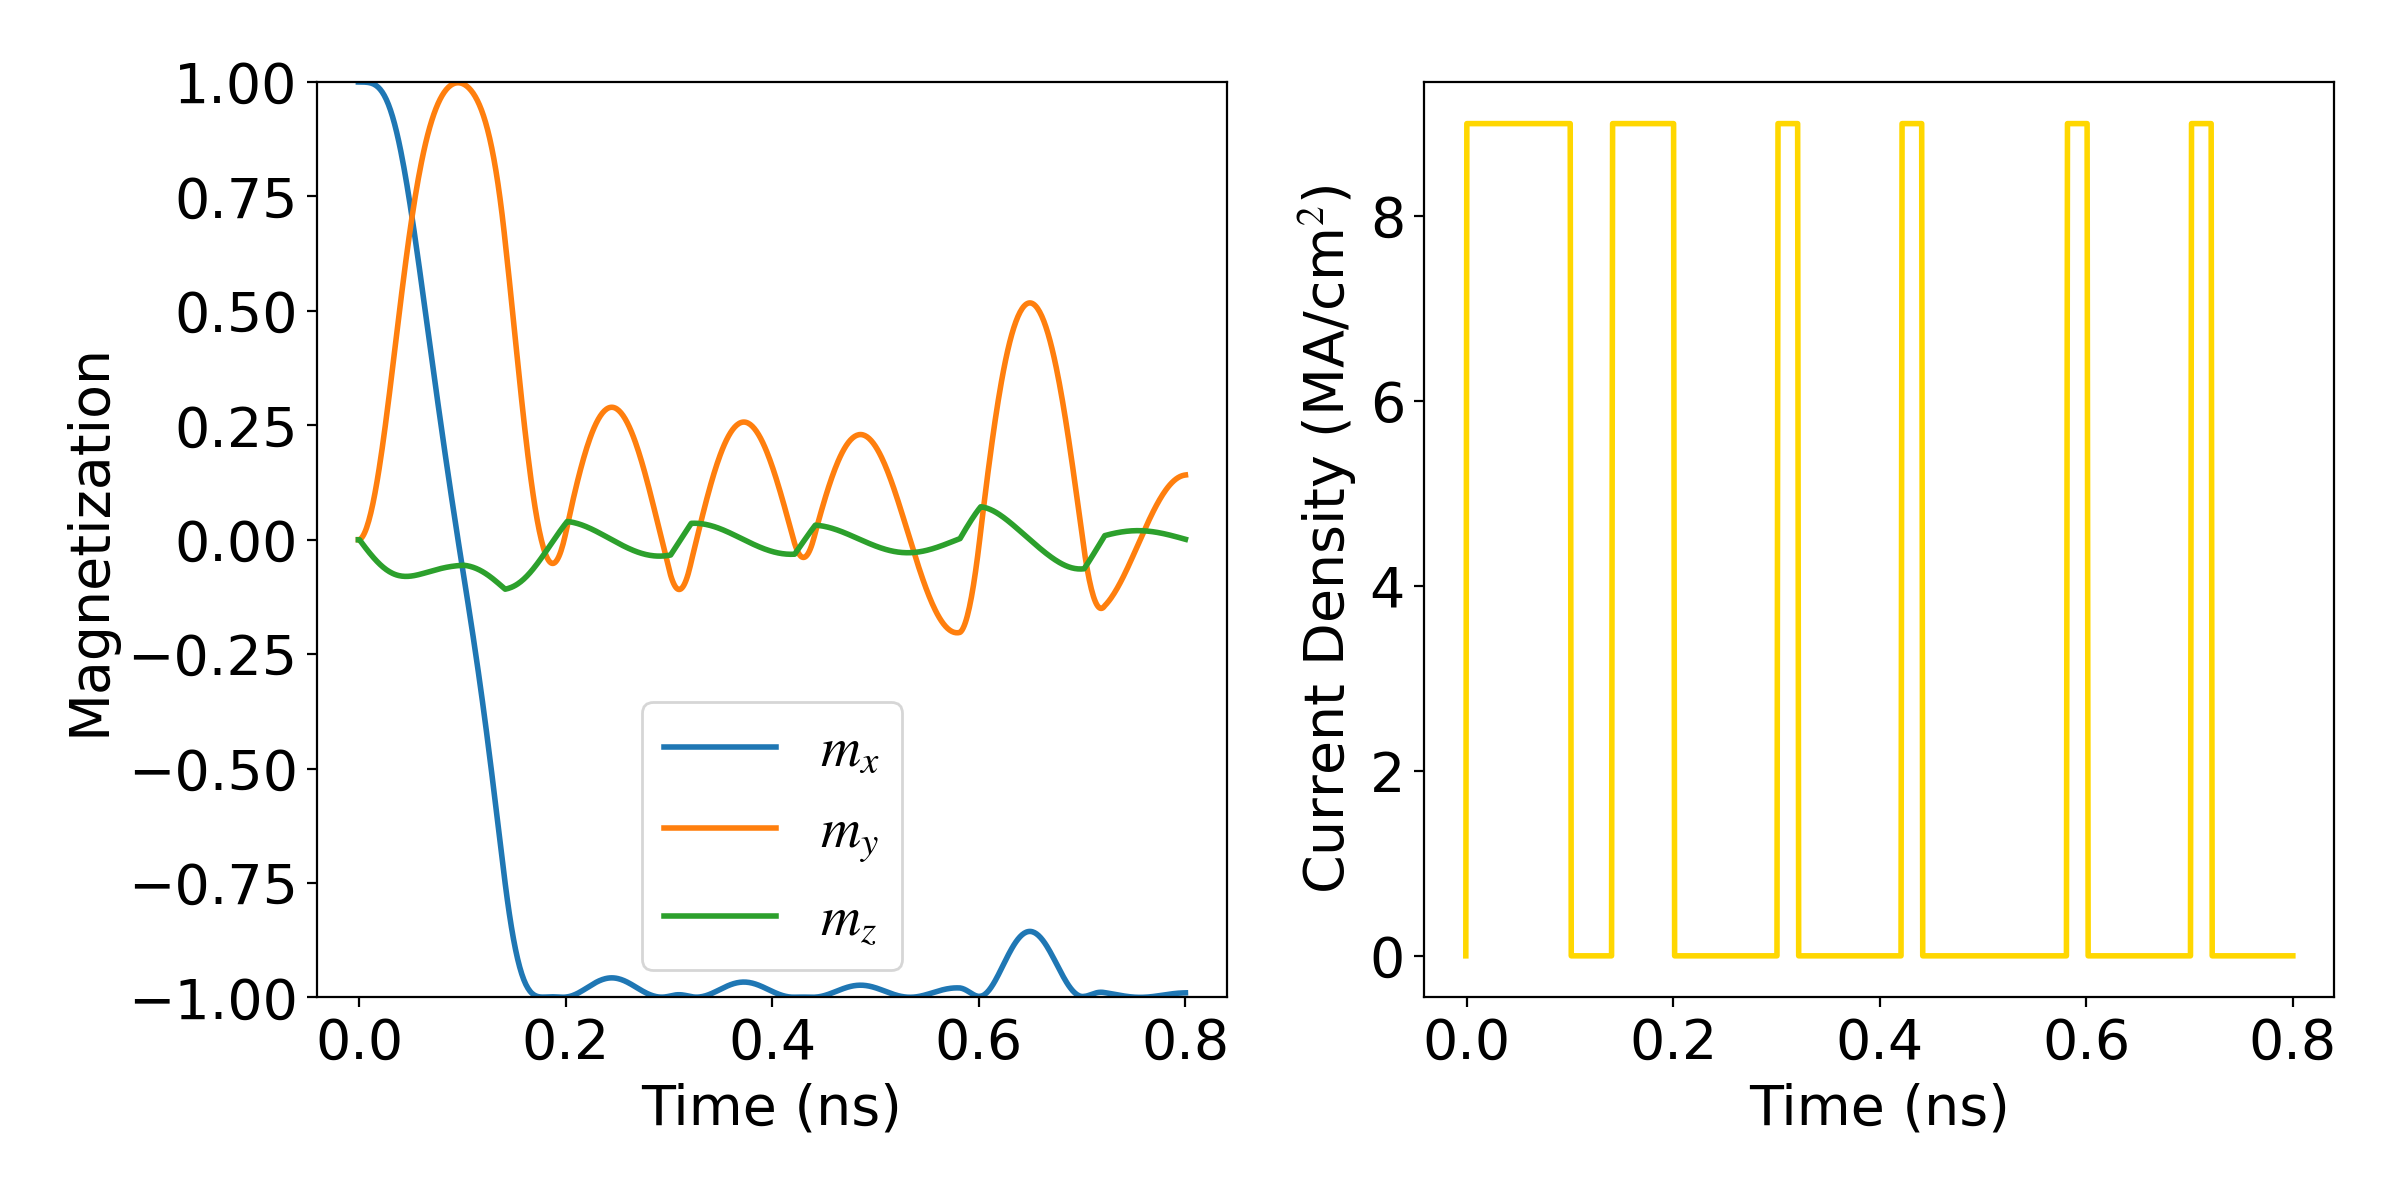 Magnetization
1.00
0.75
0.50
0.25
0.00
−0.25
−0.50
−0.75
−1.00
0.0 0.2 0.4 0.6 0.8
Time (ns)
m_x
m_y
m_z
Current Density (MA/cm²)
8
6
4
2
0
0.0 0.2 0.4 0.6 0.8
Time (ns)